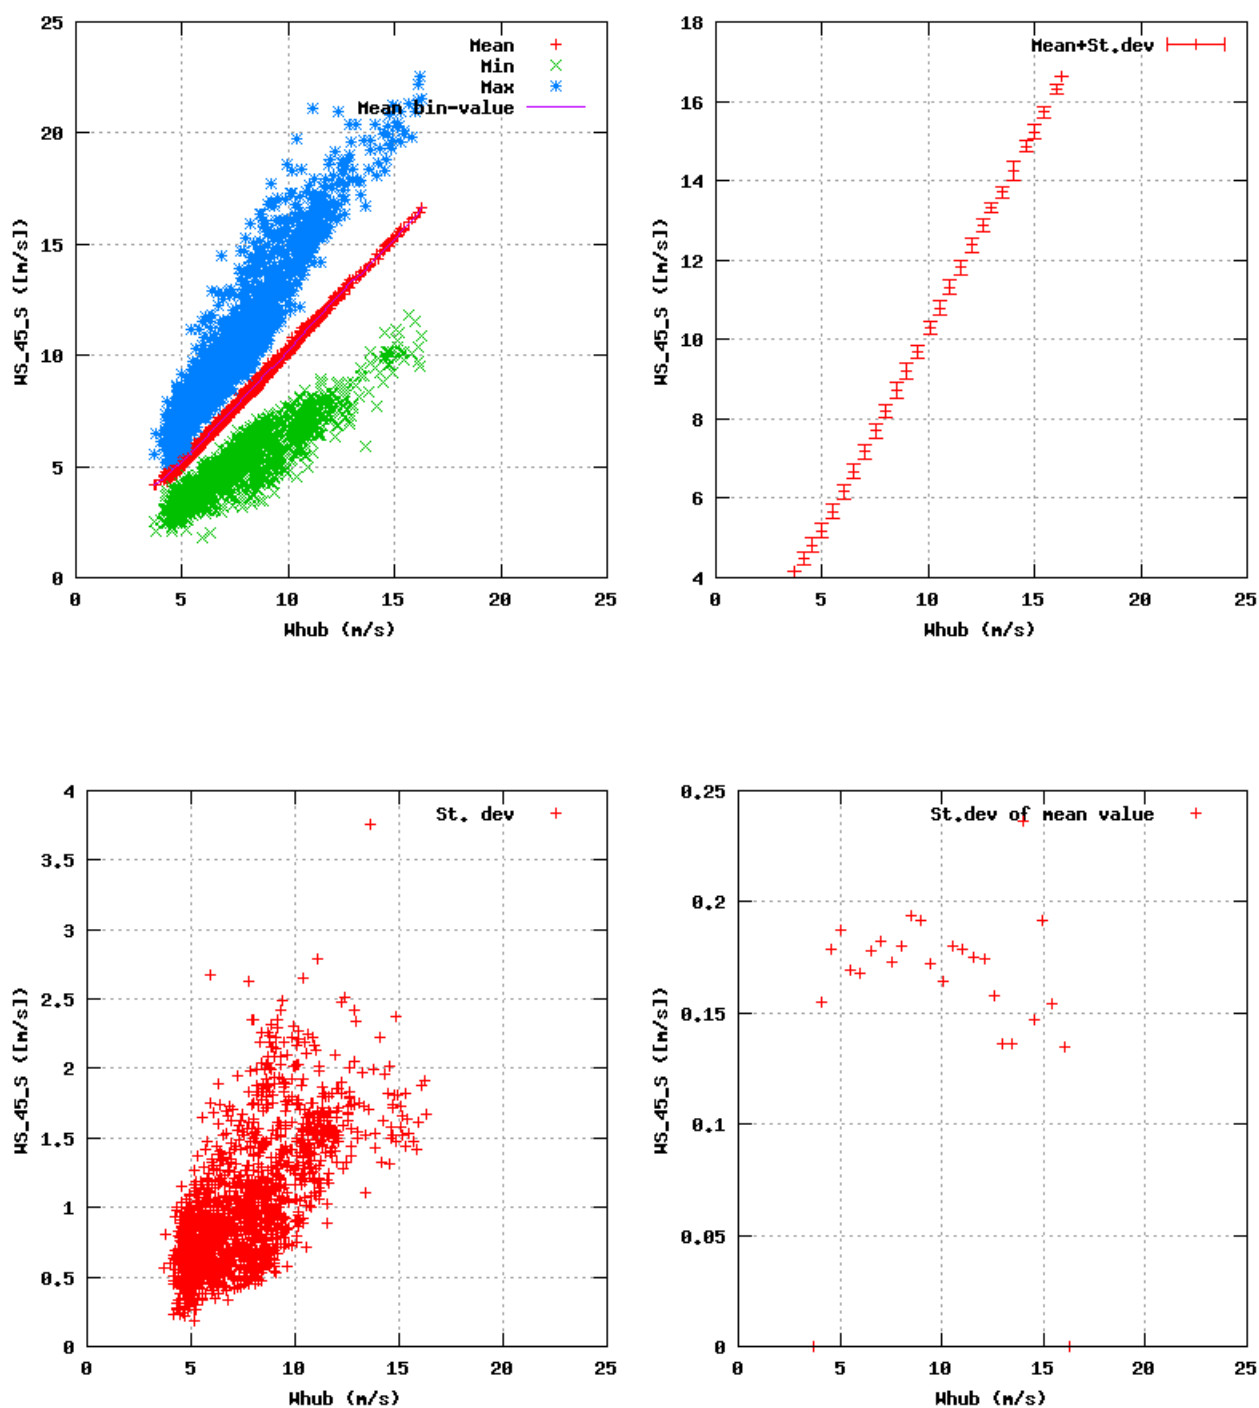 25
20
15
10
5
0
WS_45_S ([m/s])
Mean
Min
Max
Mean bin-value
0 5 10 15 20 25
Whub (m/s)
18
16
14
12
10
8
6
4
WS_45_S ([m/s])
Mean+St.dev
0 5 10 15 20 25
Whub (m/s)
4
3.5
3
2.5
2
1.5
1
0.5
0
WS_45_S ([m/s])
St. dev
0 5 10 15 20 25
Whub (m/s)
0.25
0.2
0.15
0.1
0.05
0
WS_45_S ([m/s])
St.dev of mean value
0 5 10 15 20 25
Whub (m/s)